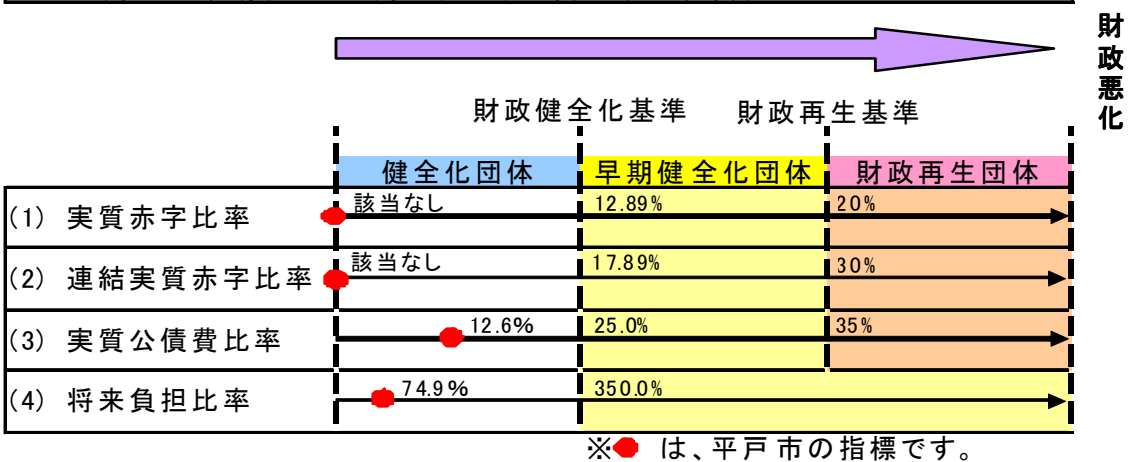 財政悪化
財政健全化基準 財政再生基準
健全化団体 早期健全化団体 財政再生団体
(1) 実質赤字比率 該当なし 12.89% 20%
(2) 連結実質赤字比率 該当なし 17.89% 30%
(3) 実質公債費比率 12.6% 25.0% 35%
(4) 将来負担比率 74.9% 350.0%
※● は、平戸市の指標です。